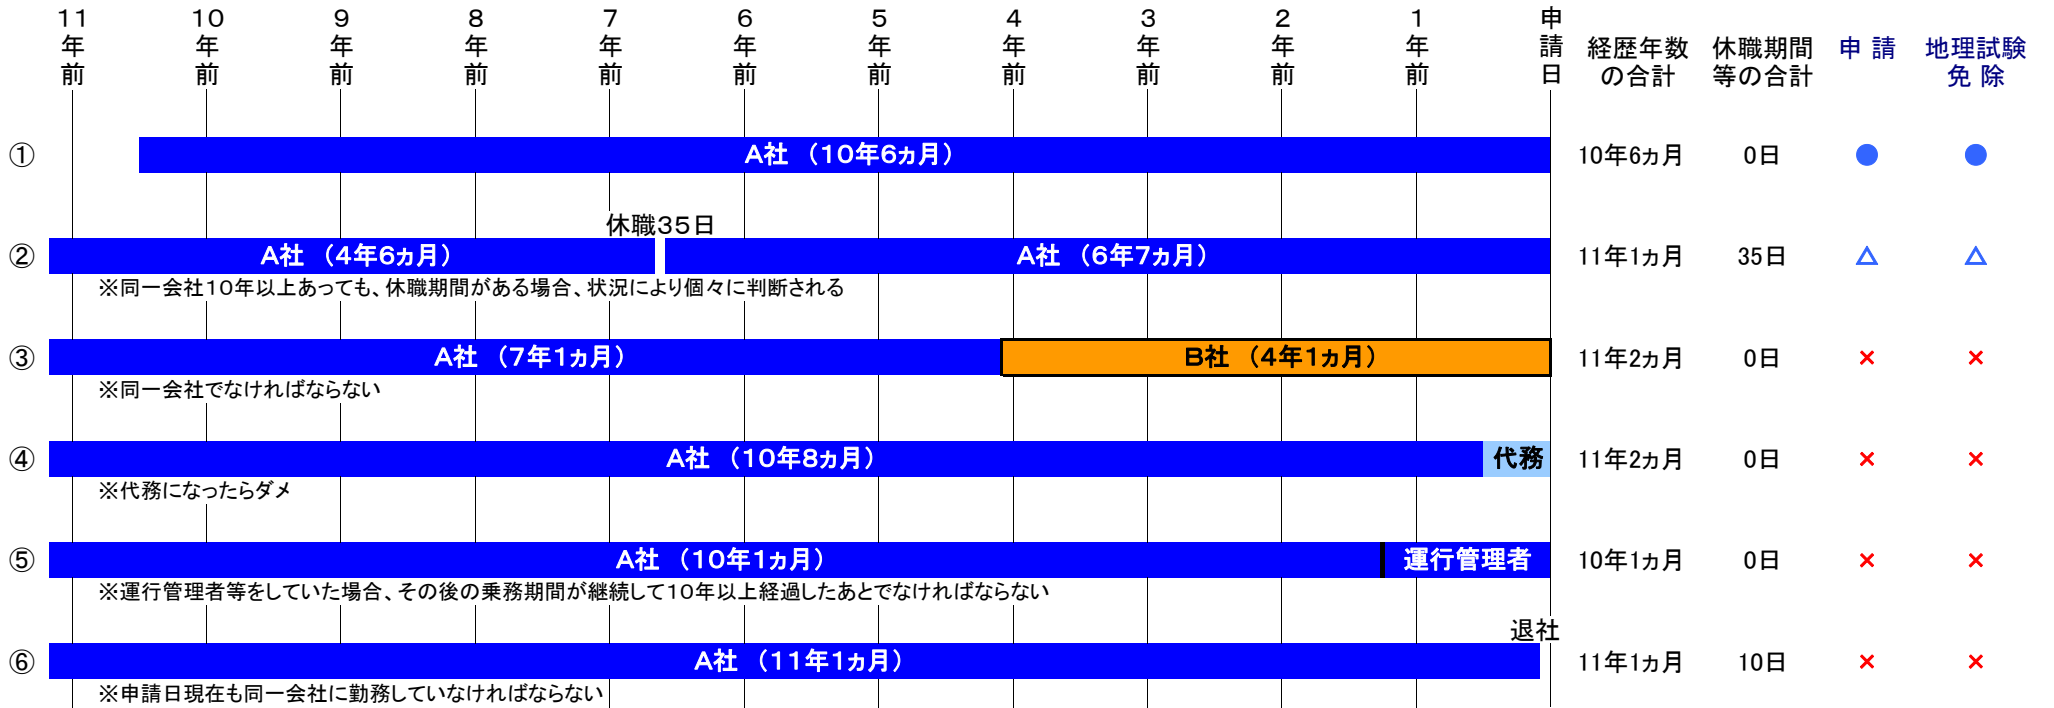 11年前 10年前 9年前 8年前 7年前 6年前 5年前 4年前 3年前 2年前 1年前 申請日
経歴年数の合計 休職期間等の合計 申請 地理試験免除
① A社 （10年6ヵ月） 10年6ヵ月 0日 ● ●
休職35日
② A社 （4年6ヵ月） A社 （6年7ヵ月） 11年1ヵ月 35日 △ △
※同一会社10年以上あっても、休職期間がある場合、状況により個々に判断される
③ A社 （7年1ヵ月） B社 （4年1ヵ月） 11年2ヵ月 0日 × ×
※同一会社でなければならない
④ A社 （10年8ヵ月） 代務 11年2ヵ月 0日 × ×
※代務になったらダメ
⑤ A社 （10年1ヵ月） 運行管理者 10年1ヵ月 0日 × ×
※運行管理者等をしていた場合、その後の乗務期間が継続して10年以上経過したあとでなければならない
退社
⑥ A社 （11年1ヵ月） 11年1ヵ月 10日 × ×
※申請日現在も同一会社に勤務していなければならない